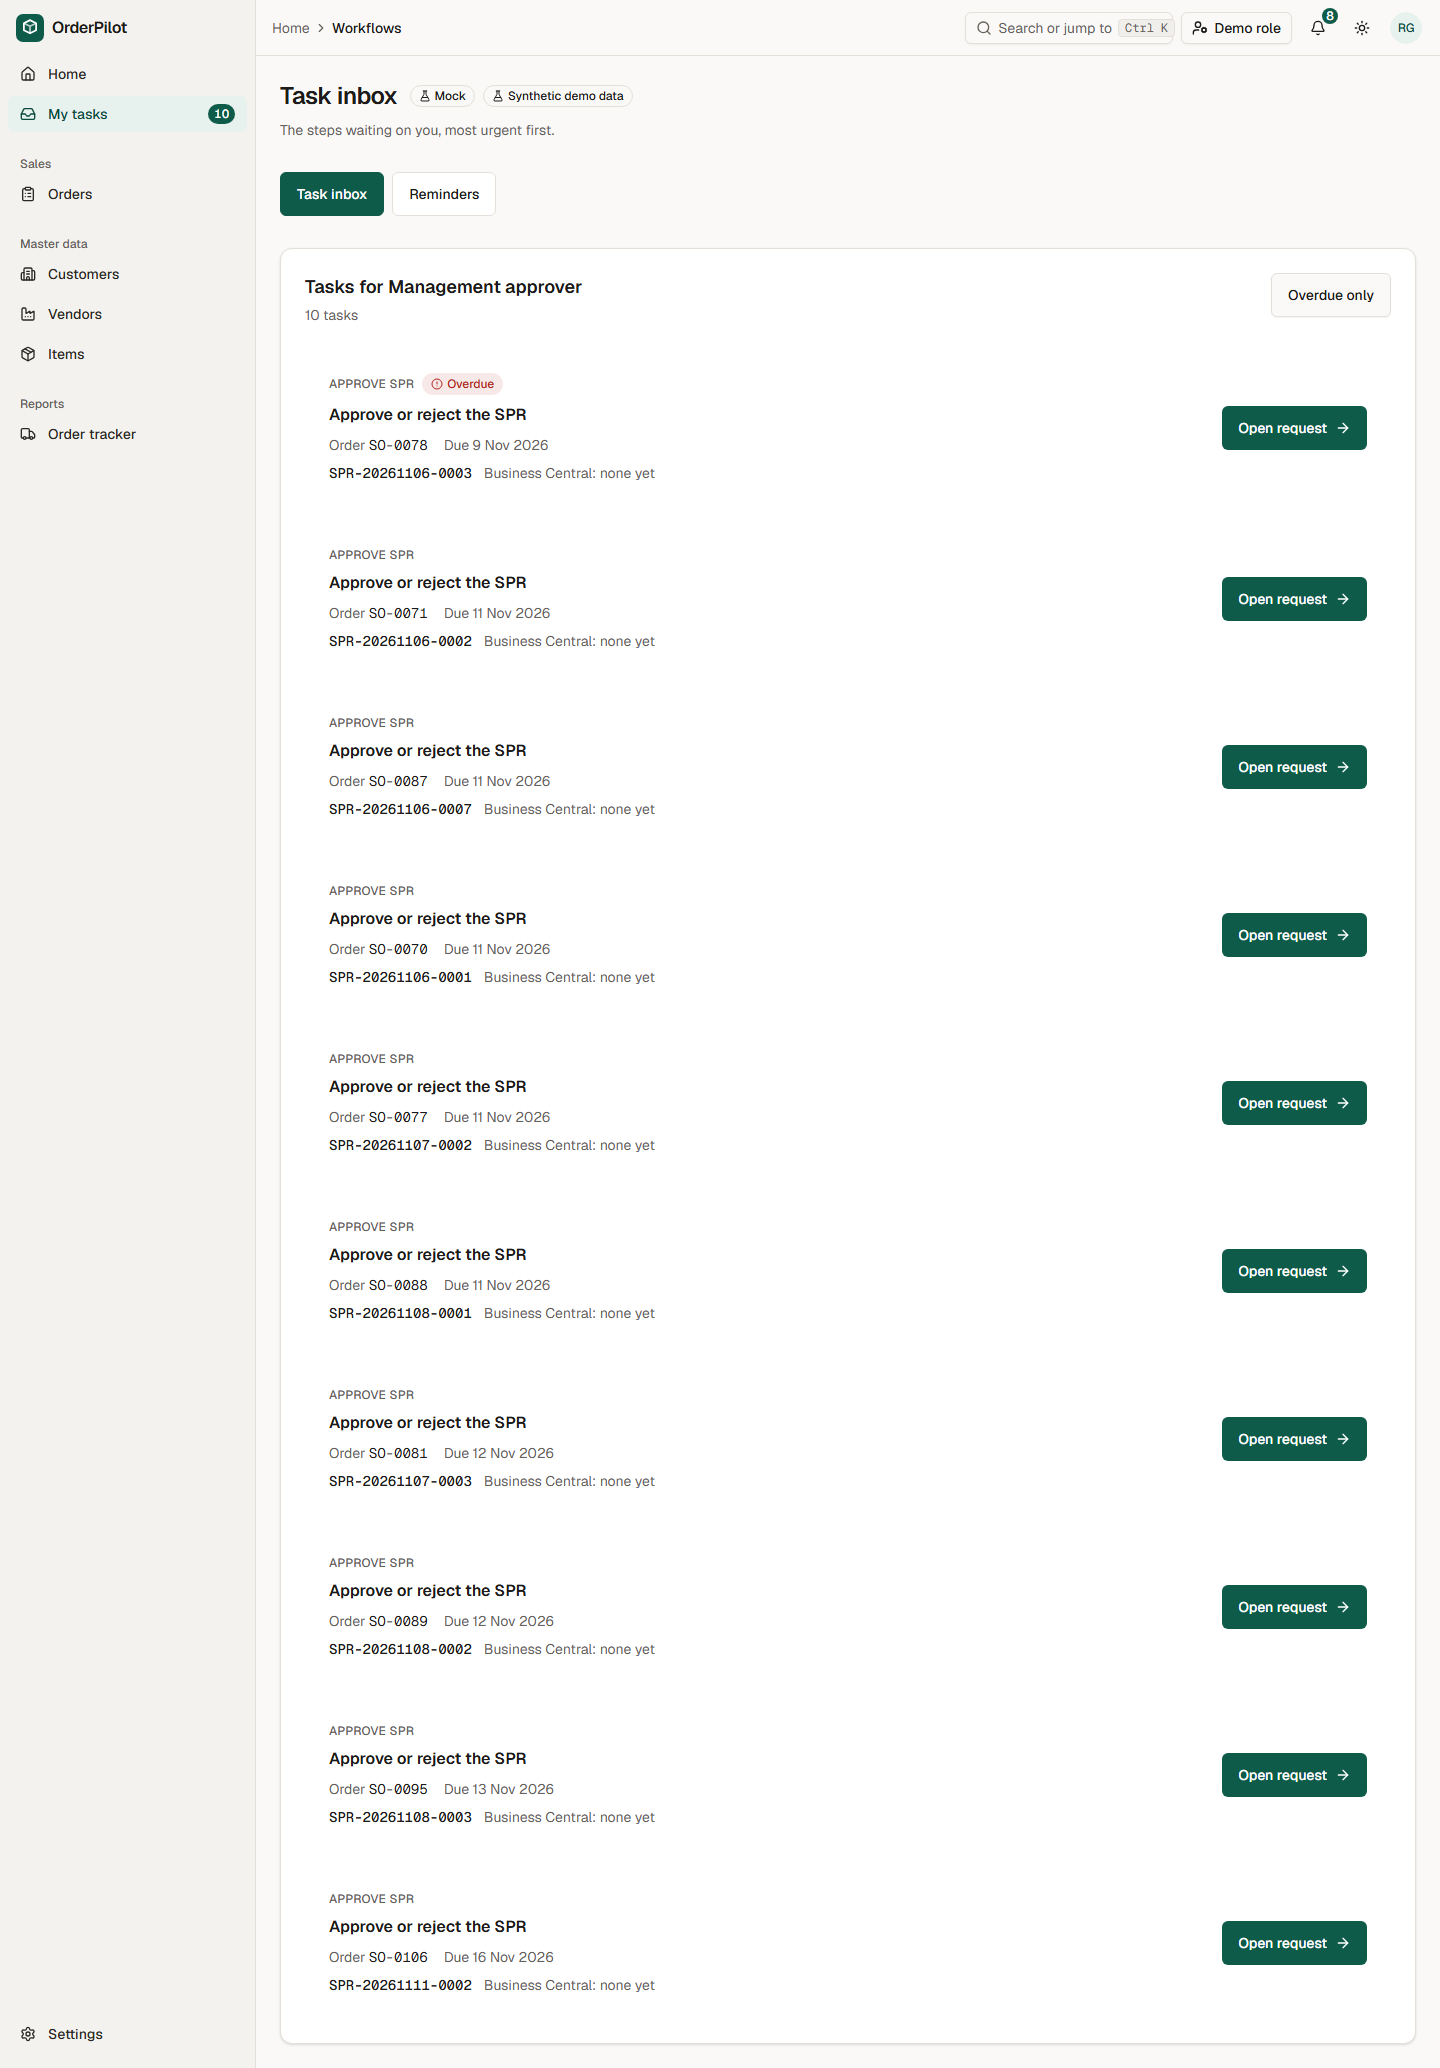 OrderPilot
Home
My tasks 10
Sales
Orders
Master data
Customers
Vendors
Items
Reports
Order tracker
Settings
Home > Workflows
Search or jump to Ctrl K
Demo role
8
RG
Task inbox Mock Synthetic demo data
The steps waiting on you, most urgent first.
Task inbox Reminders
Tasks for Management approver
10 tasks
Overdue only
APPROVE SPR Overdue
Approve or reject the SPR
Order SO-0078 Due 9 Nov 2026
SPR-20261106-0003 Business Central: none yet
Open request
APPROVE SPR
Approve or reject the SPR
Order SO-0071 Due 11 Nov 2026
SPR-20261106-0002 Business Central: none yet
Open request
APPROVE SPR
Approve or reject the SPR
Order SO-0087 Due 11 Nov 2026
SPR-20261106-0007 Business Central: none yet
Open request
APPROVE SPR
Approve or reject the SPR
Order SO-0070 Due 11 Nov 2026
SPR-20261106-0001 Business Central: none yet
Open request
APPROVE SPR
Approve or reject the SPR
Order SO-0077 Due 11 Nov 2026
SPR-20261107-0002 Business Central: none yet
Open request
APPROVE SPR
Approve or reject the SPR
Order SO-0088 Due 11 Nov 2026
SPR-20261108-0001 Business Central: none yet
Open request
APPROVE SPR
Approve or reject the SPR
Order SO-0081 Due 12 Nov 2026
SPR-20261107-0003 Business Central: none yet
Open request
APPROVE SPR
Approve or reject the SPR
Order SO-0089 Due 12 Nov 2026
SPR-20261108-0002 Business Central: none yet
Open request
APPROVE SPR
Approve or reject the SPR
Order SO-0095 Due 13 Nov 2026
SPR-20261108-0003 Business Central: none yet
Open request
APPROVE SPR
Approve or reject the SPR
Order SO-0106 Due 16 Nov 2026
SPR-20261111-0002 Business Central: none yet
Open request